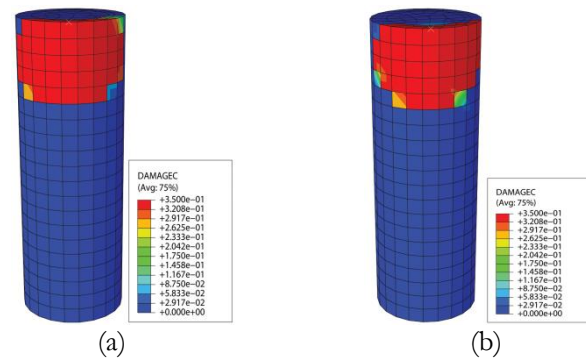 DAMAGEC
(Avg: 75%)
+3.500e−01
+3.208e−01
+2.917e−01
+2.625e−01
+2.333e−01
+2.042e−01
+1.750e−01
+1.458e−01
+1.167e−01
+8.750e−02
+5.833e−02
+2.917e−02
+0.000e+00
(a)
DAMAGEC
(Avg: 75%)
+3.500e−01
+3.208e−01
+2.917e−01
+2.625e−01
+2.333e−01
+2.042e−01
+1.750e−01
+1.458e−01
+1.167e−01
+8.750e−02
+5.833e−02
+2.917e−02
+0.000e+00
(b)